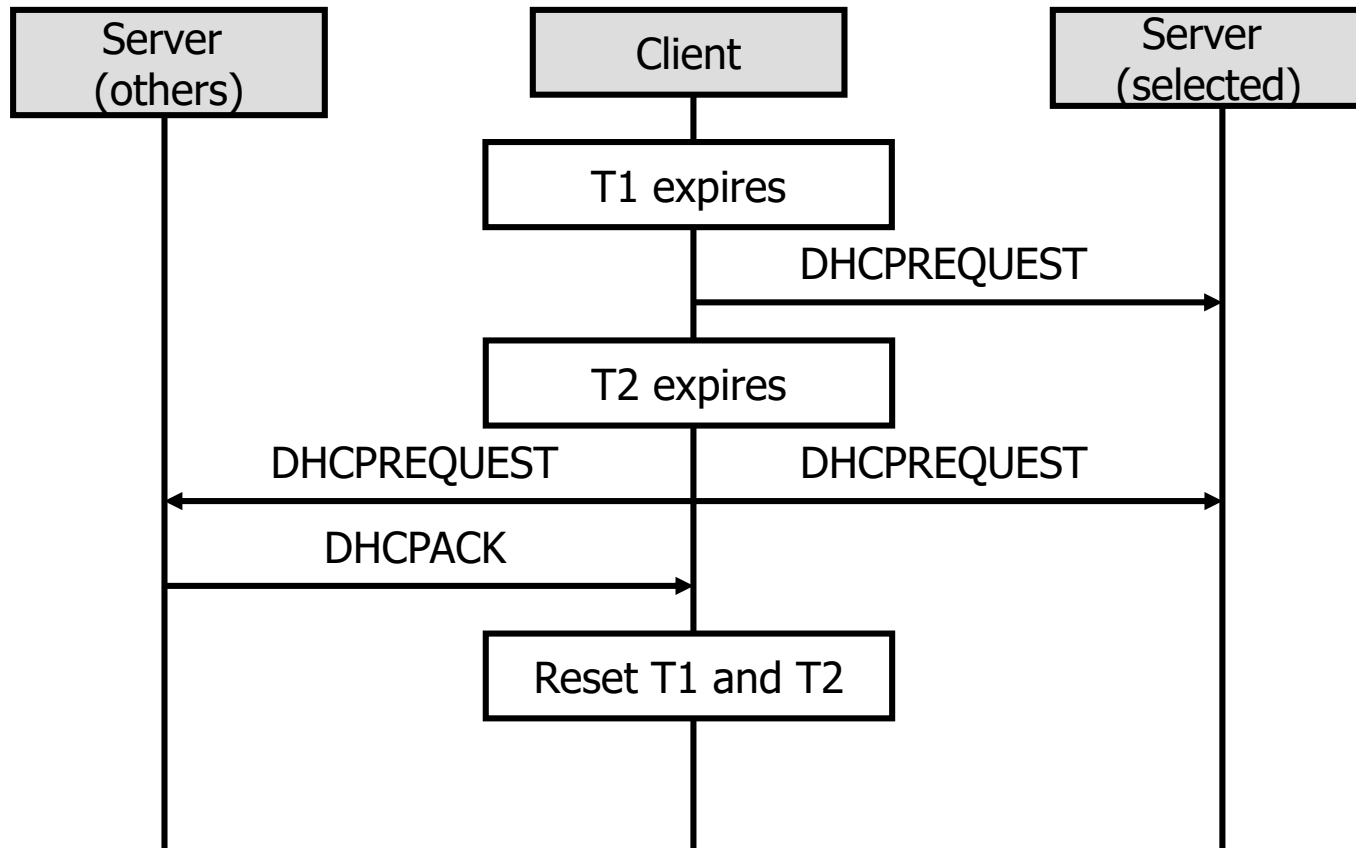 Server
(others)
Client
Server
(selected)
T1 expires
DHCPREQUEST
T2 expires
DHCPREQUEST
DHCPREQUEST
DHCPACK
Reset T1 and T2